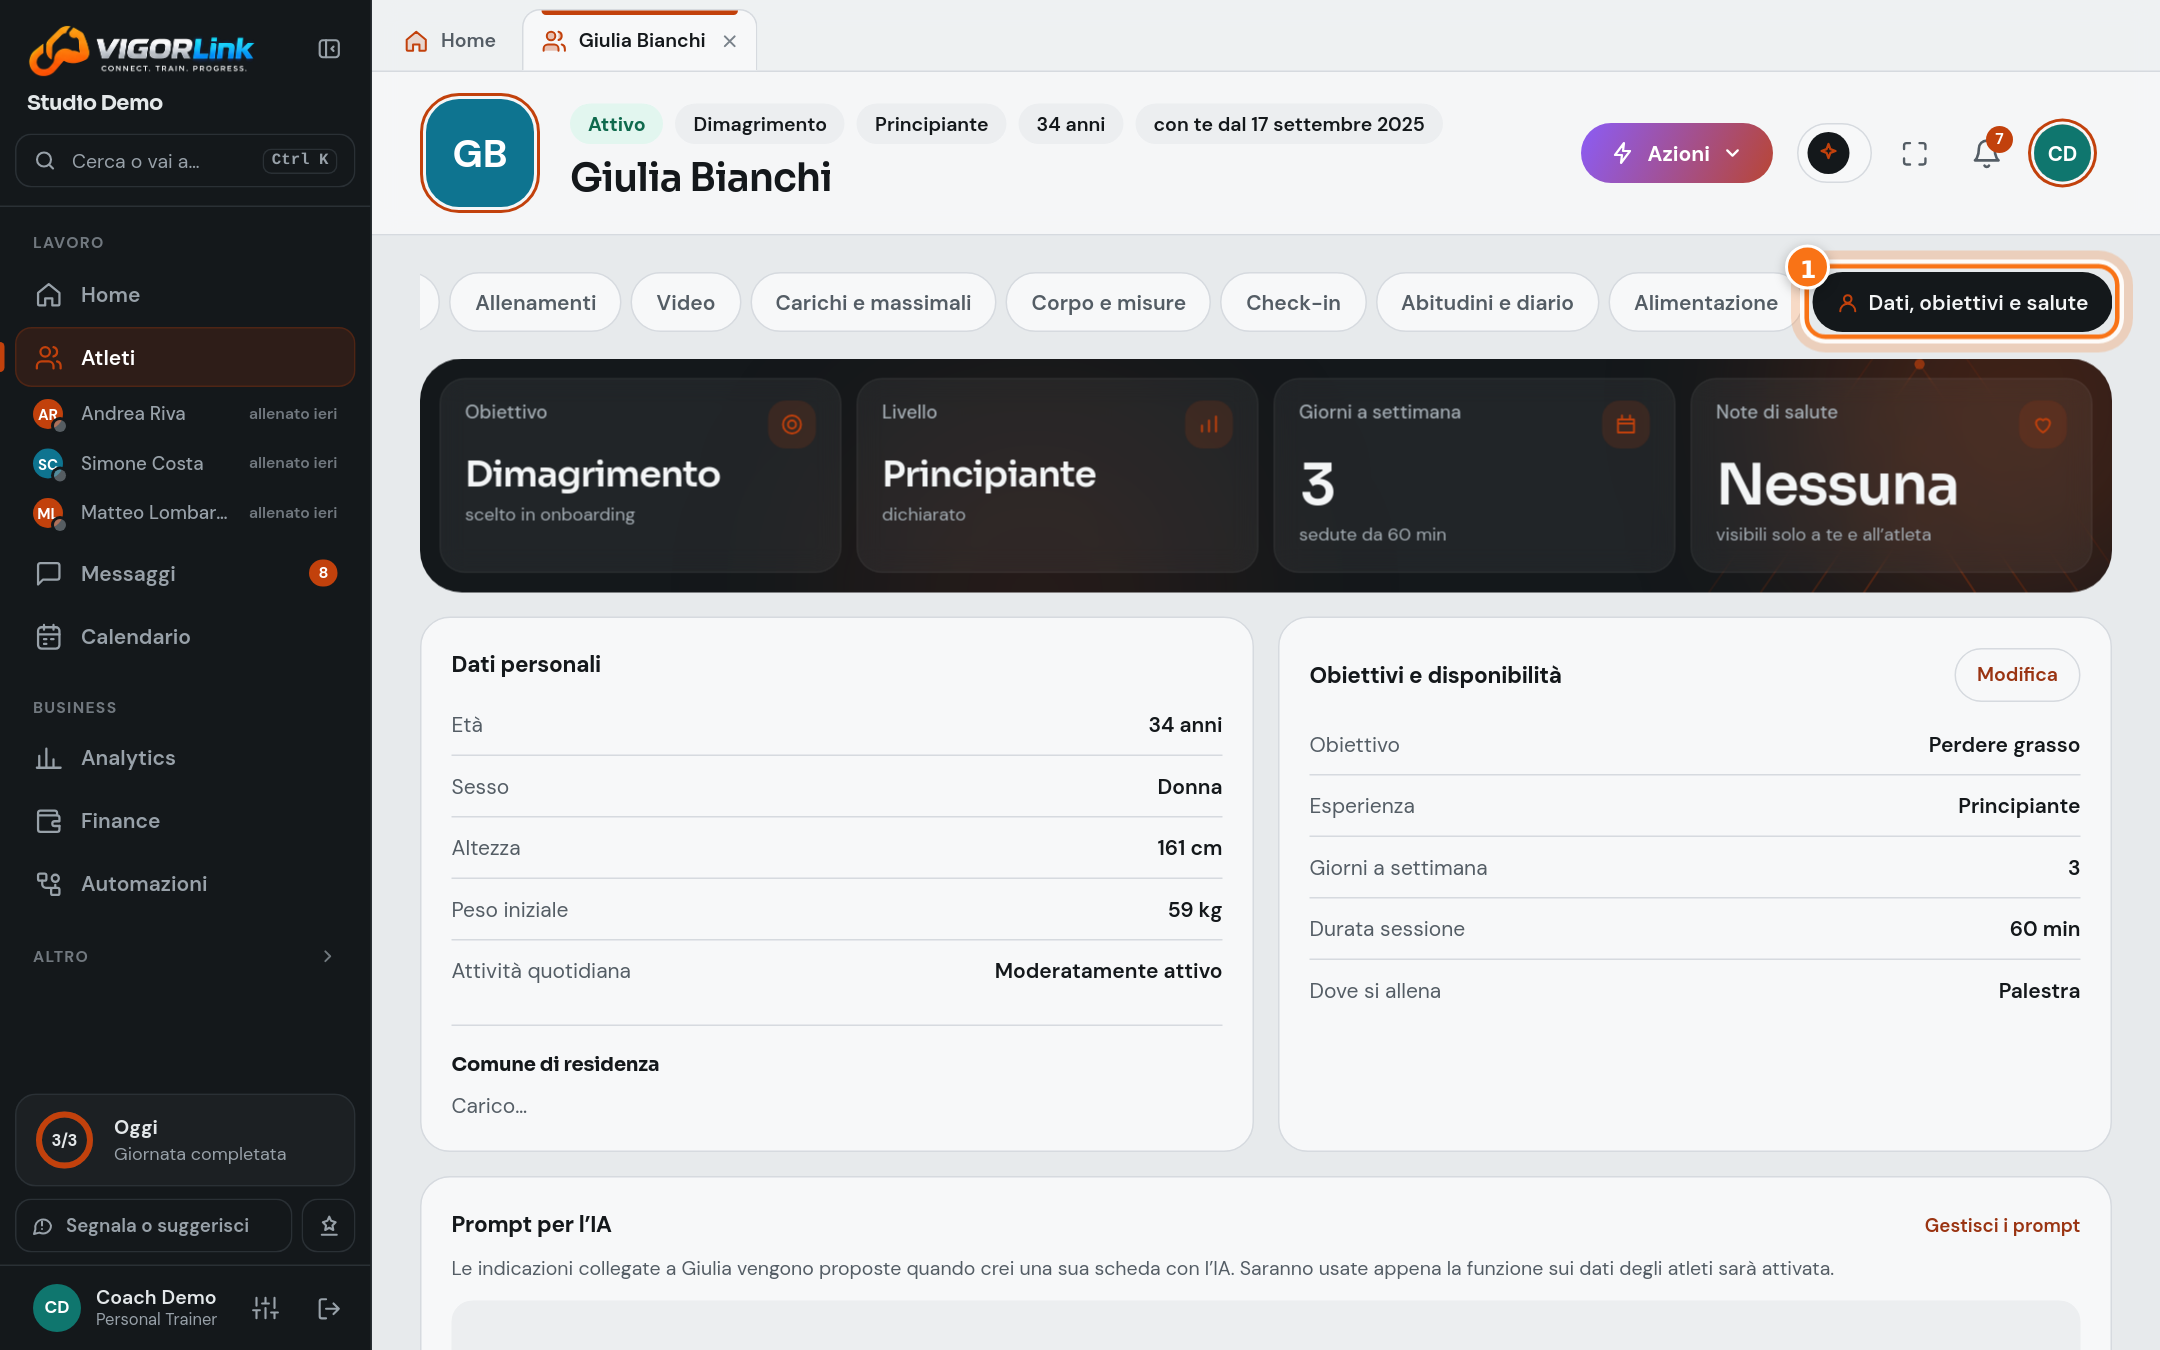 VIGORLink
CONNECT. TRAIN. PROGRESS.
Studio Demo
Cerca o vai a... Ctrl K
LAVORO
Home
Atleti
AR Andrea Riva allenato ieri
SC Simone Costa allenato ieri
ML Matteo Lombar... allenato ieri
Messaggi 8
Calendario
BUSINESS
Analytics
Finance
Automazioni
ALTRO
3/3 Oggi
Giornata completata
Segnala o suggerisci
CD Coach Demo
Personal Trainer
Home
Giulia Bianchi
GB
Attivo Dimagrimento Principiante 34 anni con te dal 17 settembre 2025
Giulia Bianchi
Azioni
7
CD
Allenamenti Video Carichi e massimali Corpo e misure Check-in Abitudini e diario Alimentazione 1 Dati, obiettivi e salute
Obiettivo
Dimagrimento
scelto in onboarding
Livello
Principiante
dichiarato
Giorni a settimana
3
sedute da 60 min
Note di salute
Nessuna
visibili solo a te e all’atleta
Dati personali
Età 34 anni
Sesso Donna
Altezza 161 cm
Peso iniziale 59 kg
Attività quotidiana Moderatamente attivo
Comune di residenza
Carico...
Obiettivi e disponibilità Modifica
Obiettivo Perdere grasso
Esperienza Principiante
Giorni a settimana 3
Durata sessione 60 min
Dove si allena Palestra
Prompt per l’IA Gestisci i prompt
Le indicazioni collegate a Giulia vengono proposte quando crei una sua scheda con l’IA. Saranno usate appena la funzione sui dati degli atleti sarà attivata.